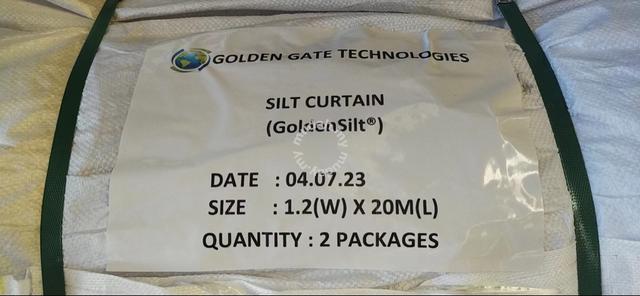 GOLDEN GATE TECHNOLOGIES
SILT CURTAIN
(GoldenSilt®)
DATE : 04.07.23
SIZE : 1.2(W) X 20M(L)
QUANTITY : 2 PACKAGES